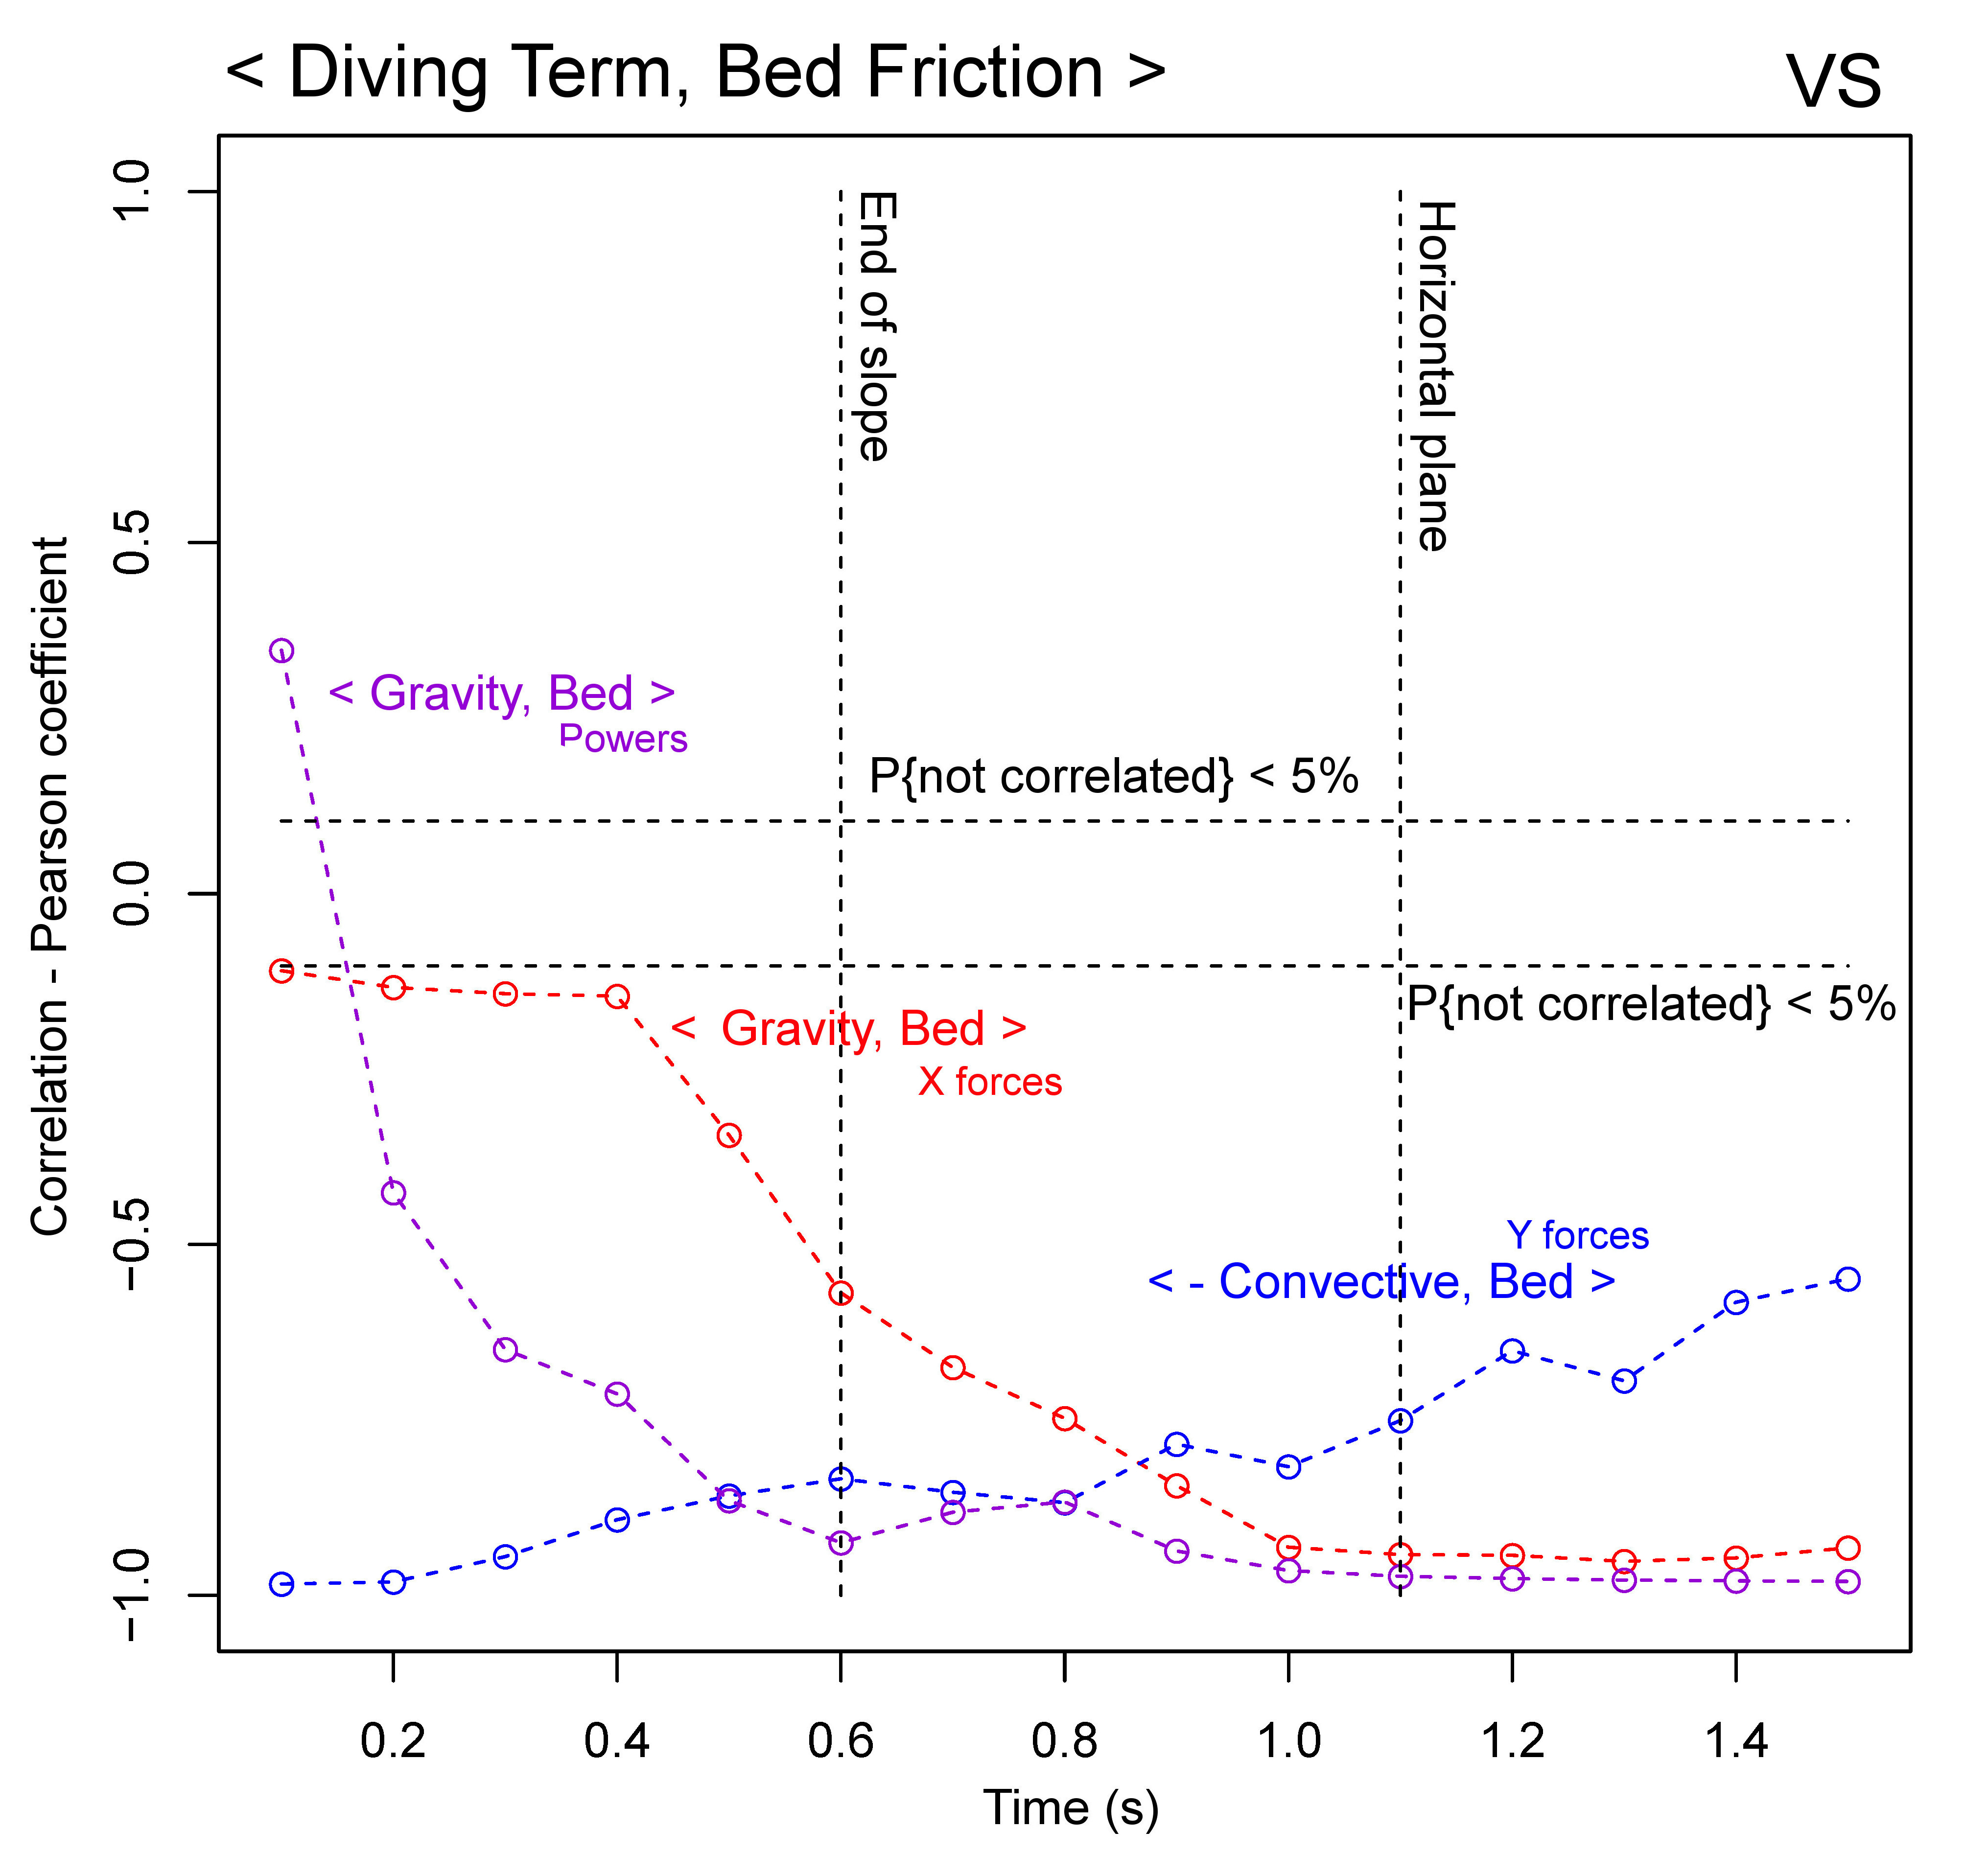 < Diving Term, Bed Friction >
VS
1.0
0.5
0.0
−0.5
−1.0
Correlation - Pearson coefficient
End of slope
Horizontal plane
< Gravity, Bed >
Powers
P{not correlated} < 5%
P{not correlated} < 5%
< Gravity, Bed >
X forces
Y forces
< - Convective, Bed >
0.2 0.4 0.6 0.8 1.0 1.2 1.4
Time (s)